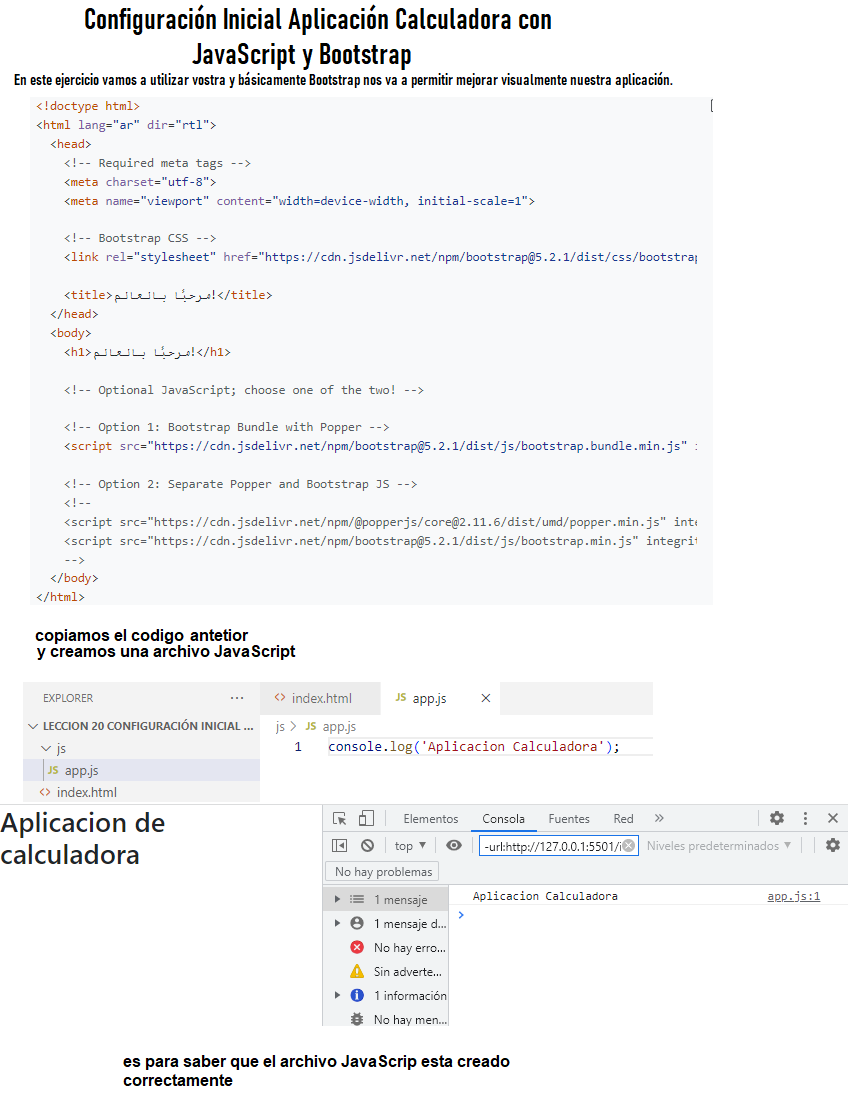 Configuración Inicial Aplicación Calculadora con
JavaScript y Bootstrap
En este ejercicio vamos a utilizar vostra y básicamente Bootstrap nos va a permitir mejorar visualmente nuestra aplicación.
<!doctype html>
<html lang="ar" dir="rtl">
<head>
<!-- Required meta tags -->
<meta charset="utf-8">
<meta name="viewport" content="width=device-width, initial-scale=1">
<!-- Bootstrap CSS -->
<link rel="stylesheet" href="https://cdn.jsdelivr.net/npm/bootstrap@5.2.1/dist/css/bootstrap
<title>مرحبًا بالعالم!</title>
</head>
<body>
<h1>مرحبًا بالعالم!</h1>
<!-- Optional JavaScript; choose one of the two! -->
<!-- Option 1: Bootstrap Bundle with Popper -->
<script src="https://cdn.jsdelivr.net/npm/bootstrap@5.2.1/dist/js/bootstrap.bundle.min.js"
<!-- Option 2: Separate Popper and Bootstrap JS -->
<!--
<script src="https://cdn.jsdelivr.net/npm/@popperjs/core@2.11.6/dist/umd/popper.min.js" inte
<script src="https://cdn.jsdelivr.net/npm/bootstrap@5.2.1/dist/js/bootstrap.min.js" integrit
-->
</body>
</html>
copiamos el codigo antetior
y creamos una archivo JavaScript
EXPLORER ...
LECCION 20 CONFIGURACIÓN INICIAL ...
js
JS app.js
<> index.html
<> index.html JS app.js ×
js > JS app.js
1 console.log('Aplicacion Calculadora');
Aplicacion de
calculadora
Elementos Consola Fuentes Red »
top ▼ -url:http://127.0.0.1:5501/i Niveles predeterminados ▼
No hay problemas
1 mensaje
1 mensaje d...
No hay erro...
Sin adverte...
1 información
No hay men...
Aplicacion Calculadora app.js:1
>
es para saber que el archivo JavaScrip esta creado
correctamente